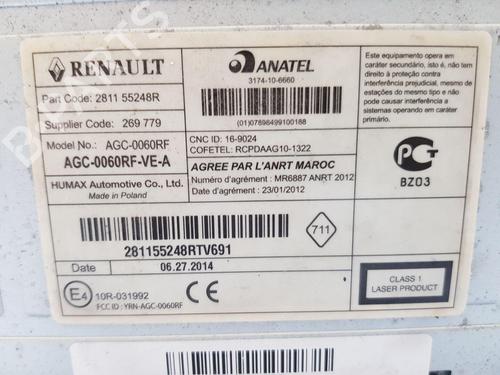 RENAULT
Part Code: 2811 55248R
Supplier Code: 269 779
Model No.: AGC-0060RF
AGC-0060RF-VE-A
HUMAX Automotive Co., Ltd.
Made in Poland
ANATEL
3174-10-6660
(01)07898499100188
CNC ID: 16-9024
COFETEL: RCPDAAG10-1322
AGREE PAR L'ANRT MAROC
Numéro d'agrément : MR6887 ANRT 2012
Date d'agrément : 23/01/2012
Este equipamento opera em
caráter secundário, isto é, não tem
direito à proteção contra
interferência prejudicial, mesmo de
estações do mesmo tipo, e não
pode causar interferência a
sistemas operando em caráter
primário.
PG
BZ03
281155248RTV691
711
Date 06.27.2014
E4 10R-031992
FCC ID : YRN-AGC-0060RF
CE
CLASS 1
LASER PRODUCT